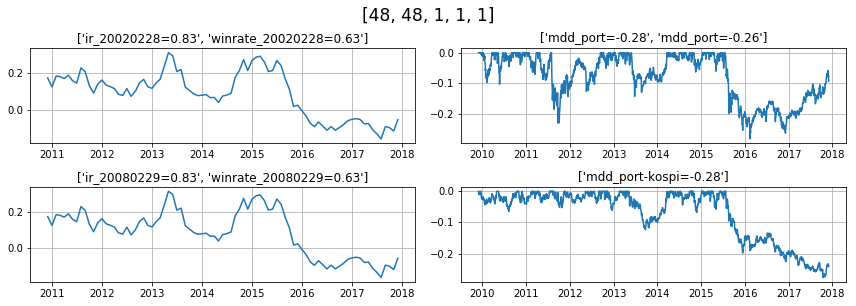 [48, 48, 1, 1, 1]
['ir_20020228=0.83', 'winrate_20020228=0.63']
0.2
0.0
2011 2012 2013 2014 2015 2016 2017 2018
['mdd_port=-0.28', 'mdd_port=-0.26']
0.0
−0.1
−0.2
2010 2011 2012 2013 2014 2015 2016 2017 2018
['ir_20080229=0.83', 'winrate_20080229=0.63']
0.2
0.0
2011 2012 2013 2014 2015 2016 2017 2018
['mdd_port-kospi=-0.28']
0.0
−0.1
−0.2
2010 2011 2012 2013 2014 2015 2016 2017 2018